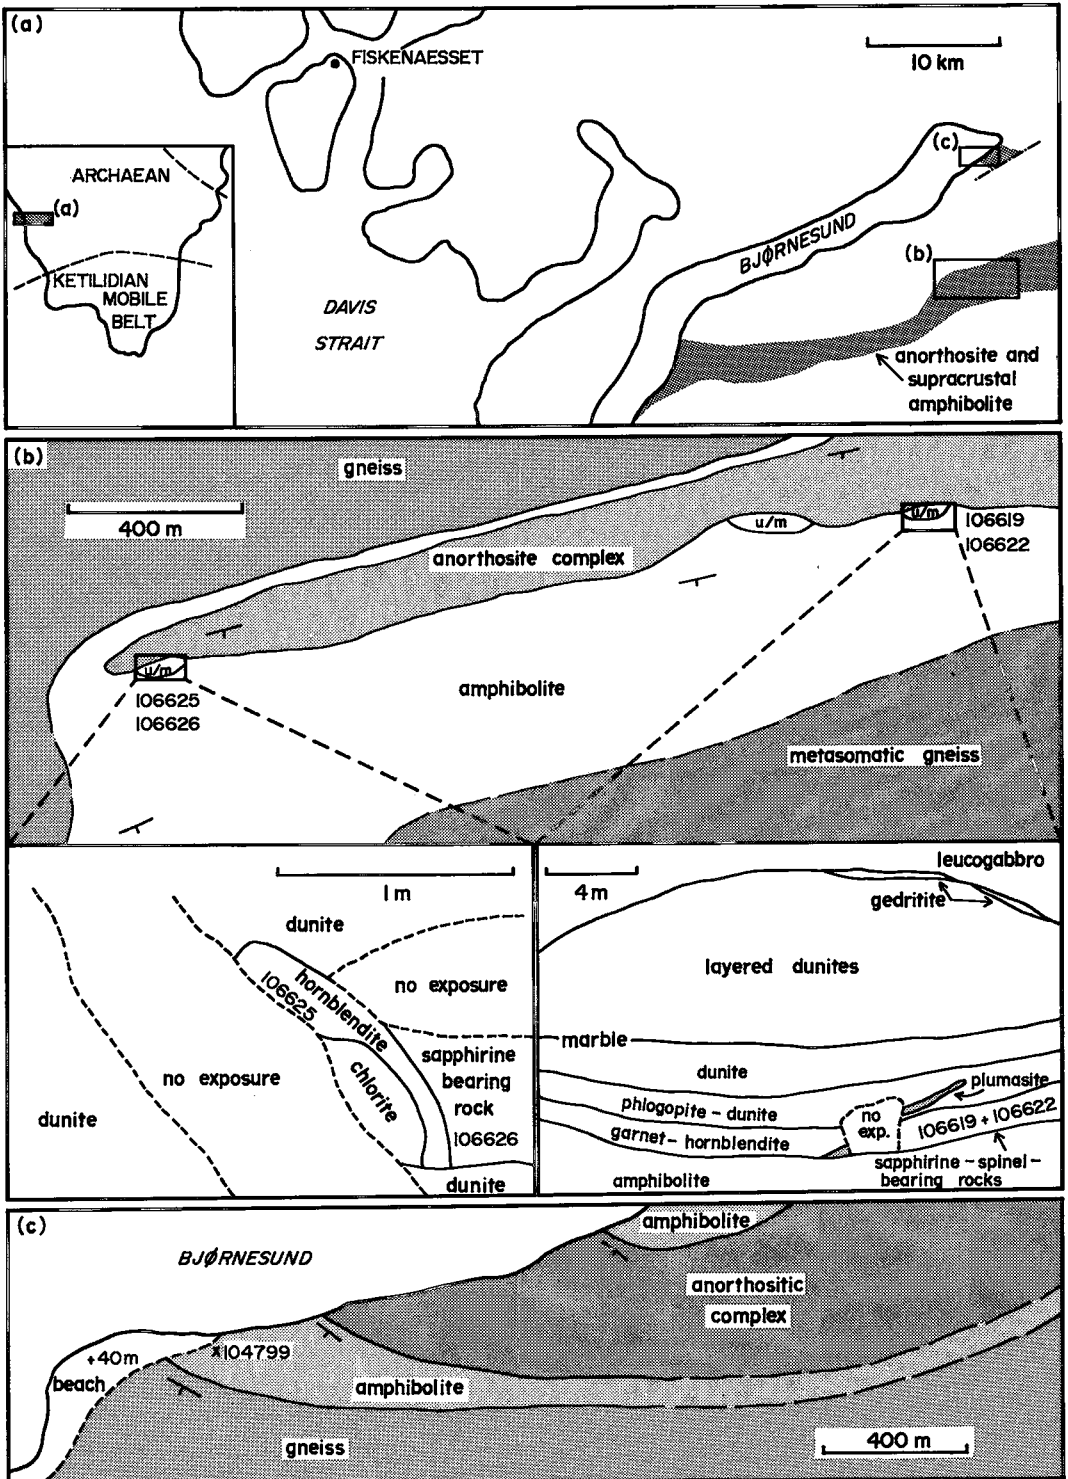 (a)
FISKENAESSET
10 km
(c)
ARCHAEAN
(a)
BJØRNESUND
KETILIDIAN
MOBILE
BELT
(b)
DAVIS
STRAIT
anorthosite and
supracrustal
amphibolite
(b)
gneiss
400 m
u/m
u/m
106619
106622
anorthosite complex
u/m
106625
106626
amphibolite
metasomatic gneiss
1 m
dunite
hornblendite
106625
no exposure
chlorite
sapphirine
bearing
rock
106626
no exposure
dunite
dunite
4 m
leucogabbro
gedritite
layered dunites
marble
dunite
plumasite
phlogopite - dunite
no
exp.
106619 + 106622
garnet - hornblendite
sapphirine - spinel -
bearing rocks
amphibolite
(c)
amphibolite
BJØRNESUND
anorthositic
complex
x104799
+40m
beach
amphibolite
gneiss
400 m